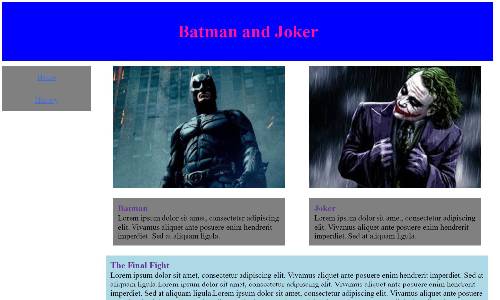 Batman and Joker
Batman
Lorem ipsum dolor sit amet, consectetur adipiscing
elit. Vivamus aliquet ante posuere enim hendrerit
imperdiet. Sed at aliquam ligula.
Joker
Lorem ipsum dolor sit amet, consectetur adipiscing
elit. Vivamus aliquet ante posuere enim hendrerit
imperdiet. Sed at aliquam ligula.
The Final Fight
Lorem ipsum dolor sit amet, consectetur adipiscing elit. Vivamus aliquet ante posuere enim hendrerit imperdiet. Sed at
aliquam ligula.Lorem ipsum dolor sit amet, consectetur adipiscing elit. Vivamus aliquet ante posuere enim hendrerit
imperdiet. Sed at aliquam ligula.Lorem ipsum dolor sit amet, consectetur adipiscing elit. Vivamus aliquet ante posuere